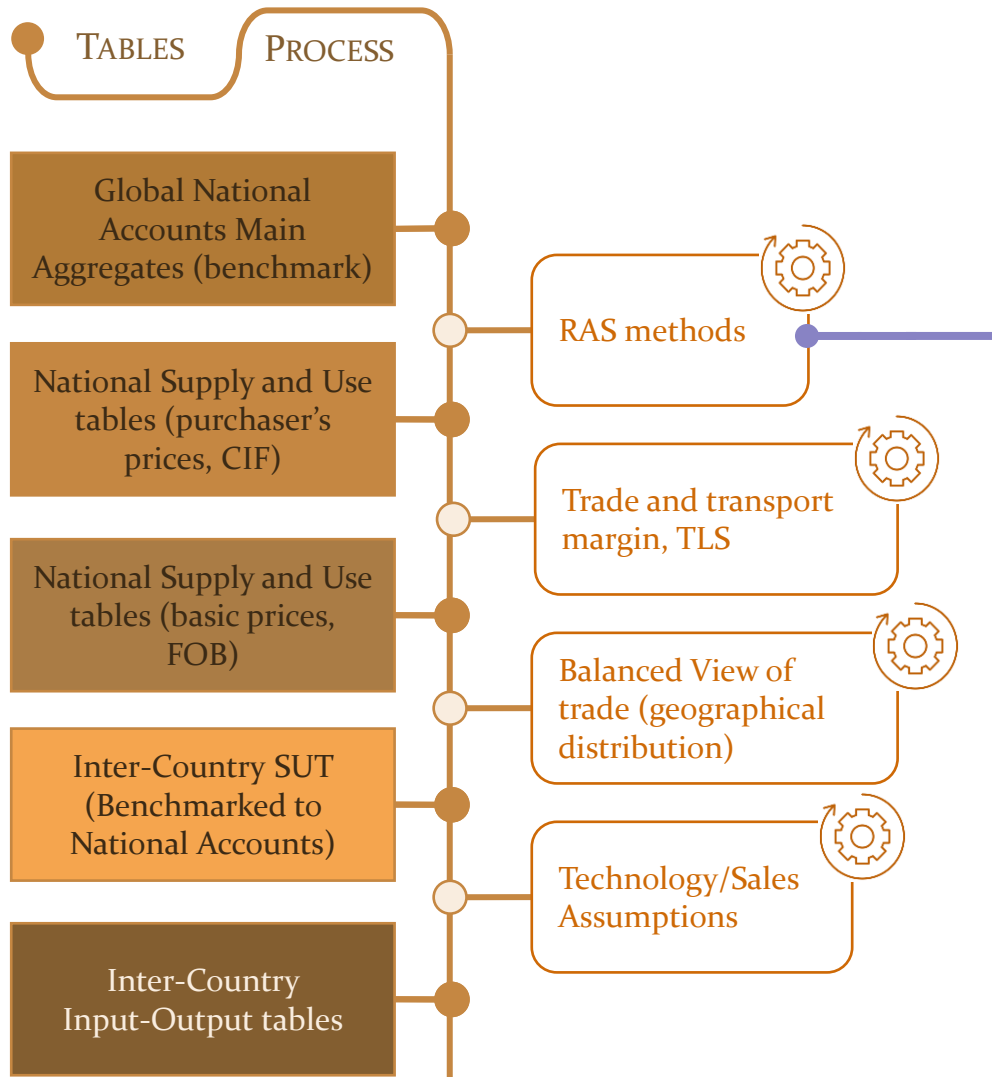 TABLES
PROCESS
Global National
Accounts Main
Aggregates (benchmark)
RAS methods
National Supply and Use
tables (purchaser’s
prices, CIF)
Trade and transport
margin, TLS
National Supply and Use
tables (basic prices,
FOB)
Balanced View of
trade (geographical
distribution)
Inter-Country SUT
(Benchmarked to
National Accounts)
Technology/Sales
Assumptions
Inter-Country
Input-Output tables